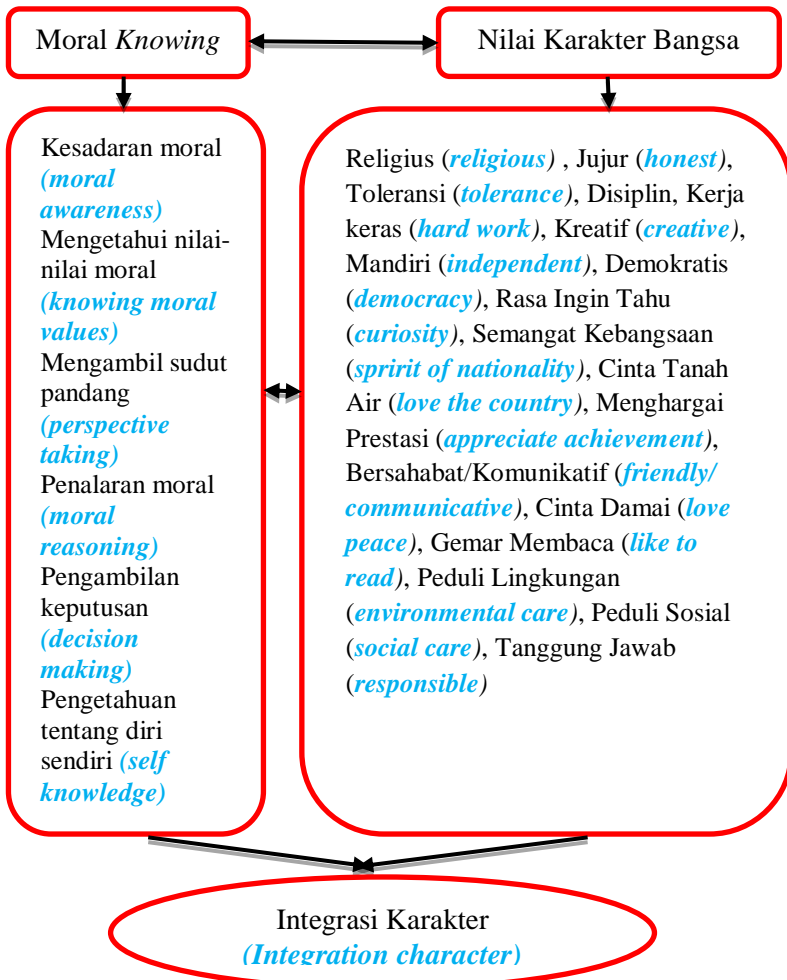 Moral Knowing
Nilai Karakter Bangsa
Kesadaran moral
(moral
awareness)
Mengetahui nilai-
nilai moral
(knowing moral
values)
Mengambil sudut
pandang
(perspective
taking)
Penalaran moral
(moral
reasoning)
Pengambilan
keputusan
(decision
making)
Pengetahuan
tentang diri
sendiri (self
knowledge)
Religius (religious) , Jujur (honest),
Toleransi (tolerance), Disiplin, Kerja
keras (hard work), Kreatif (creative),
Mandiri (independent), Demokratis
(democracy), Rasa Ingin Tahu
(curiosity), Semangat Kebangsaan
(spririt of nationality), Cinta Tanah
Air (love the country), Menghargai
Prestasi (appreciate achievement),
Bersahabat/Komunikatif (friendly/
communicative), Cinta Damai (love
peace), Gemar Membaca (like to
read), Peduli Lingkungan
(environmental care), Peduli Sosial
(social care), Tanggung Jawab
(responsible)
Integrasi Karakter
(Integration character)